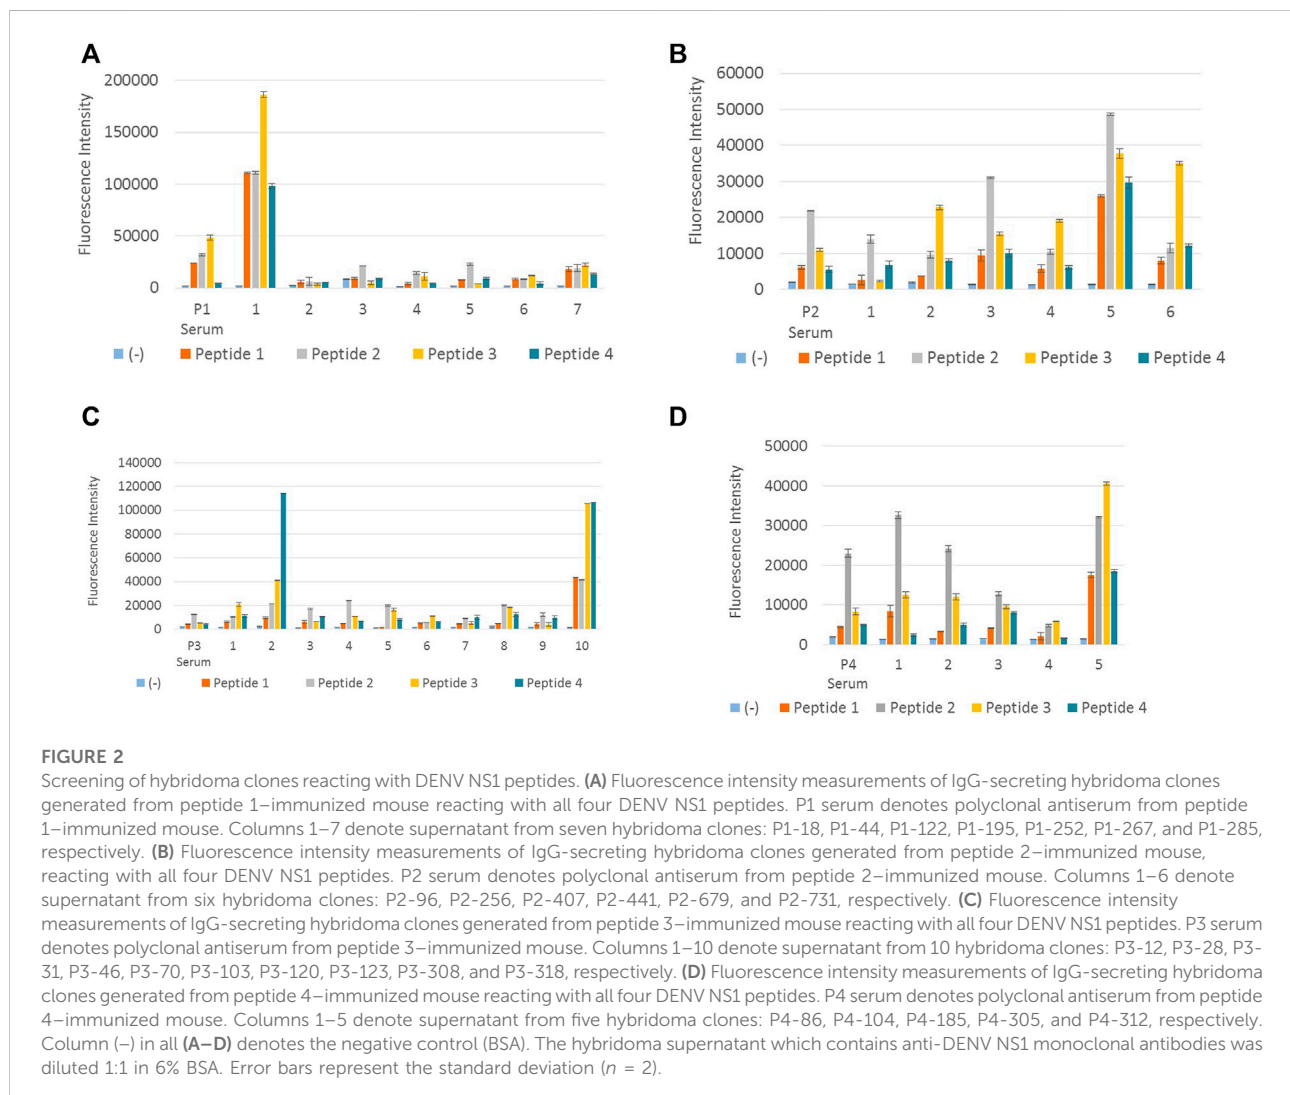 A
Fluorescence Intensity
200000
150000
100000
50000
0
P1 Serum 1 2 3 4 5 6 7
(-) Peptide 1 Peptide 2 Peptide 3 Peptide 4
B
Fluorescence Intensity
60000
50000
40000
30000
20000
10000
0
P2 Serum 1 2 3 4 5 6
(-) Peptide 1 Peptide 2 Peptide 3 Peptide 4
C
Fluorescence Intensity
140000
120000
100000
80000
60000
40000
20000
0
P3 Serum 1 2 3 4 5 6 7 8 9 10
(-) Peptide 1 Peptide 2 Peptide 3 Peptide 4
D
Fluorescence Intensity
50000
40000
30000
20000
10000
0
P4 Serum 1 2 3 4 5
(-) Peptide 1 Peptide 2 Peptide 3 Peptide 4
FIGURE 2
Screening of hybridoma clones reacting with DENV NS1 peptides. (A) Fluorescence intensity measurements of IgG-secreting hybridoma clones
generated from peptide 1–immunized mouse reacting with all four DENV NS1 peptides. P1 serum denotes polyclonal antiserum from peptide
1–immunized mouse. Columns 1–7 denote supernatant from seven hybridoma clones: P1-18, P1-44, P1-122, P1-195, P1-252, P1-267, and P1-285,
respectively. (B) Fluorescence intensity measurements of IgG-secreting hybridoma clones generated from peptide 2–immunized mouse,
reacting with all four DENV NS1 peptides. P2 serum denotes polyclonal antiserum from peptide 2–immunized mouse. Columns 1–6 denote
supernatant from six hybridoma clones: P2-96, P2-256, P2-407, P2-441, P2-679, and P2-731, respectively. (C) Fluorescence intensity
measurements of IgG-secreting hybridoma clones generated from peptide 3–immunized mouse reacting with all four DENV NS1 peptides. P3 serum
denotes polyclonal antiserum from peptide 3–immunized mouse. Columns 1–10 denote supernatant from 10 hybridoma clones: P3-12, P3-28, P3-
31, P3-46, P3-70, P3-103, P3-120, P3-123, P3-308, and P3-318, respectively. (D) Fluorescence intensity measurements of IgG-secreting hybridoma
clones generated from peptide 4–immunized mouse reacting with all four DENV NS1 peptides. P4 serum denotes polyclonal antiserum from peptide
4–immunized mouse. Columns 1–5 denote supernatant from five hybridoma clones: P4-86, P4-104, P4-185, P4-305, and P4-312, respectively.
Column (–) in all (A–D) denotes the negative control (BSA). The hybridoma supernatant which contains anti-DENV NS1 monoclonal antibodies was
diluted 1:1 in 6% BSA. Error bars represent the standard deviation (n = 2).